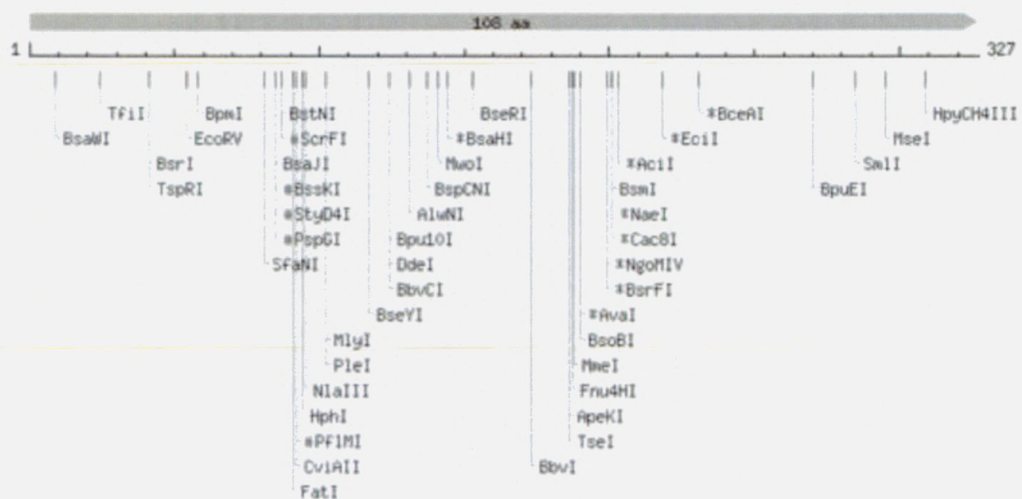 108 aa
1 327
TfiI BpmI BstNI BseRI *BceAI HpyCH4III
BsaWI EcoRV *ScrFI *BsaHI *EciI MseI
BsrI BsaJI MwoI *AciI SmlI
TspRI *BssKI BspCNI BsmI BpuEI
*StyD4I AlwNI *NaeI
*PspGI Bpu10I *Cac8I
SfaNI DdeI *NgoMIV
BbvCI *BsrFI
BseYI *AvaI
MlyI BsoBI
PleI MmeI
NlaIII Fnu4HI
HphI ApeKI
*PflMI TseI
CviAII BbvI
FatI